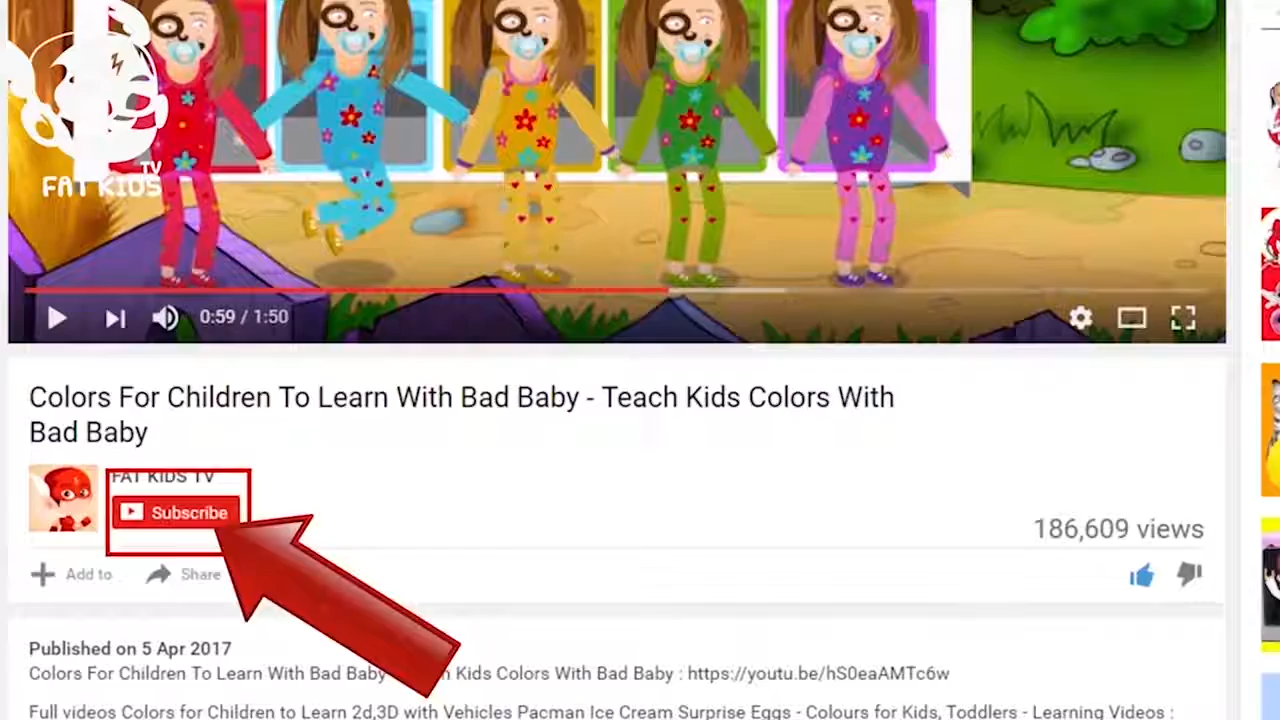 TV
FAT KIDS
0:59 / 1:50
Colors For Children To Learn With Bad Baby - Teach Kids Colors With
Bad Baby
FAT KIDS TV
Subscribe
186,609 views
Add to
Share
Published on 5 Apr 2017
Colors For Children To Learn With Bad Baby Kids Colors With Bad Baby : https://youtu.be/hS0eaAMTc6w
Full videos Colors for Children to Learn 2d,3D with Vehicles Pacman Ice Cream Surprise Eggs - Colours for Kids, Toddlers - Learning Videos :